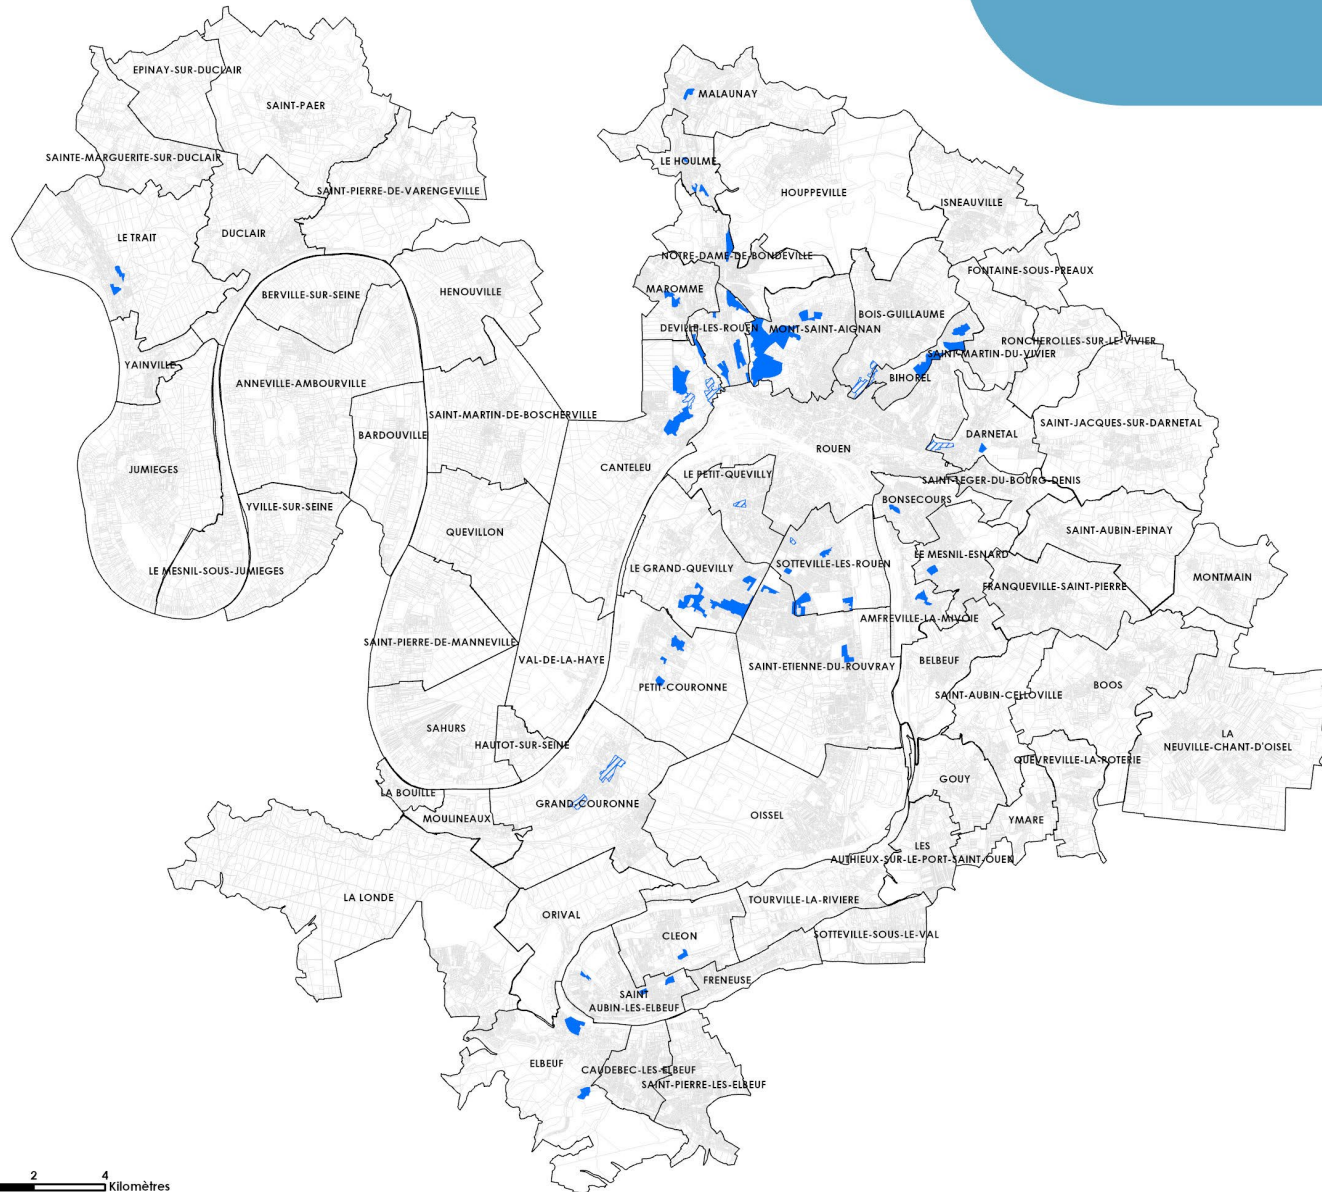 EPINAY-SUR-DUCLAIR
MALAUNAY
SAINT-PAER
SAINTE-MARGUERITE-SUR-DUCLAIR
LE HOULME
SAINT-PIERRE-DE-VARENGEVILLE
HOUPPEVILLE
ISNEAUVILLE
LE TRAIT
DUCLAIR
NOTRE-DAME-DE-BONDEVILLE
FONTAINE-SOUS-PREAUX
BERVILLE-SUR-SEINE
HENOUVILLE
MAROMME
BOIS-GUILLAUME
DEVILLE-LES-ROUEN
MONT-SAINT-AIGNAN
RONCHEROLLES-SUR-LE-VIVIER
SAINT-MARTIN-DU-VIVIER
YAINVILLE
BIHOREL
ANNEVILLE-AMBOURVILLE
SAINT-MARTIN-DE-BOSCHERVILLE
SAINT-JACQUES-SUR-DARNETAL
BARDOUVILLE
DARNETAL
ROUEN
JUMIEGES
CANTELEU
LE PETIT-QUEVILLY
SAINT-LEGER-DU-BOURG-DENIS
BONSECOURS
YVILLE-SUR-SEINE
QUEVILLON
SAINT-AUBIN-EPINAY
LE MESNIL-ESNARD
LE MESNIL-SOUS-JUMIEGES
LE GRAND-QUEVILLY
SOTTEVILLE-LES-ROUEN
MONTMAIN
FRANQUEVILLE-SAINT-PIERRE
AMFREVILLE-LA-MIVOIE
SAINT-PIERRE-DE-MANNEVILLE
VAL-DE-LA-HAYE
BELBEUF
SAINT-ETIENNE-DU-ROUVRAY
PETIT-COURONNE
BOOS
SAINT-AUBIN-CELLOVILLE
SAHURS
LA
NEUVILLE-CHANT-D'OISEL
HAUTOT-SUR-SEINE
QUEVREVILLE-LA-POTERIE
GOUY
LA BOUILLE
GRAND-COURONNE
MOULINEAUX
OISSEL
YMARE
LES
AUTHIEUX-SUR-LE-PORT-SAINT-OUEN
LA LONDE
TOURVILLE-LA-RIVIERE
ORIVAL
CLEON
SOTTEVILLE-SOUS-LE-VAL
FRENEUSE
SAINT
AUBIN-LES-ELBEUF
ELBEUF
CAUDEBEC-LES-ELBEUF
SAINT-PIERRE-LES-ELBEUF
2 4
Kilomètres